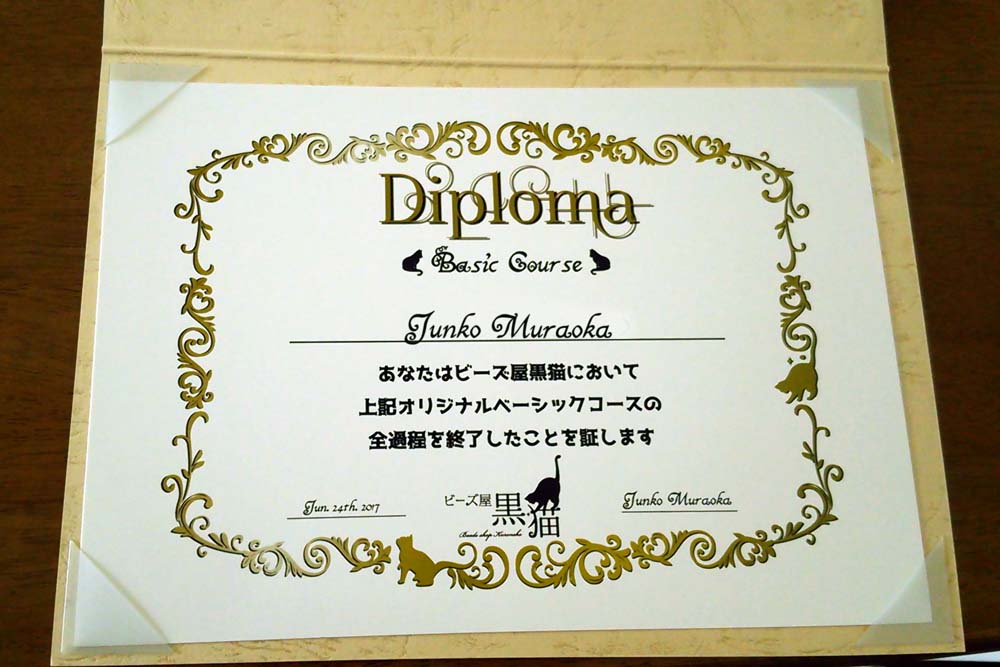 Diploma
Basic Course
Junko Muraoka
あなたはビーズ屋黒猫において
上記オリジナルベーシックコースの
全過程を終了したことを証します
Jun. 24th. 2017
ビーズ屋 黒猫
Beads shop Kuroneko
Junko Muraoka